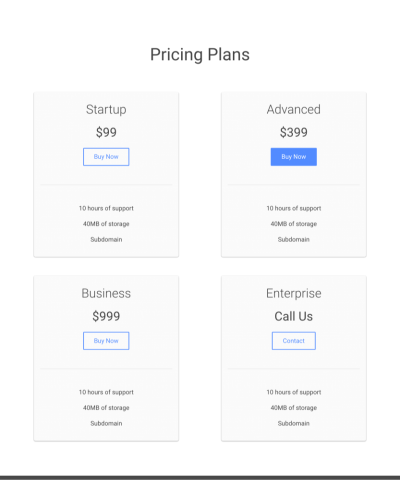 Pricing Plans
Startup
$99
Buy Now
10 hours of support
40MB of storage
Subdomain
Advanced
$399
Buy Now
10 hours of support
40MB of storage
Subdomain
Business
$999
Buy Now
10 hours of support
40MB of storage
Subdomain
Enterprise
Call Us
Contact
10 hours of support
40MB of storage
Subdomain